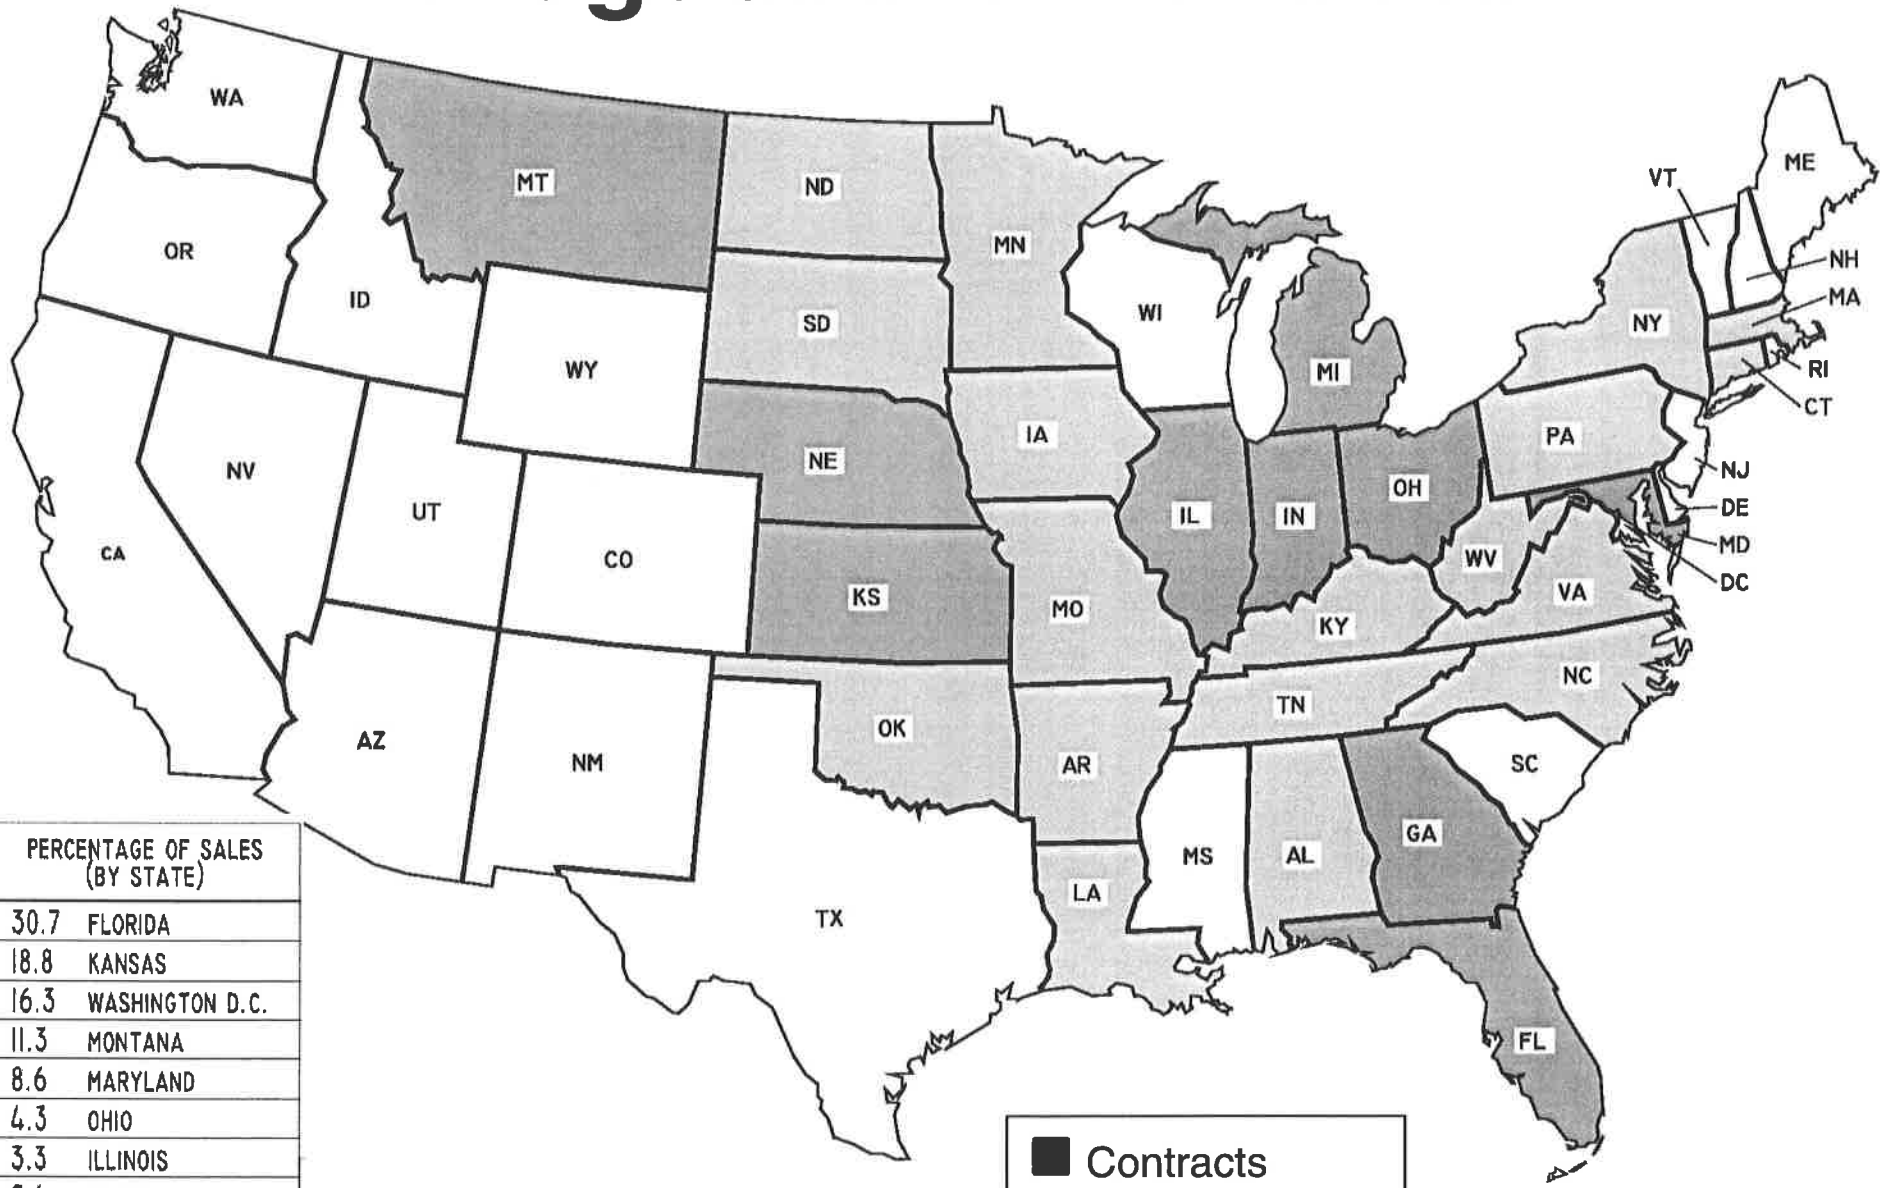 WA
MT
ND
MN
ME
VT
OR
ID
SD
WI
NH
MA
NY
WY
MI
RI
CT
IA
PA
NE
NV
NJ
OH
UT
IL
IN
DE
CA
CO
MD
WV
DC
KS
MO
VA
KY
NC
TN
OK
AZ
NM
AR
SC
GA
MS
AL
LA
TX
FL
PERCENTAGE OF SALES
(BY STATE)
30.7 FLORIDA
18.8 KANSAS
16.3 WASHINGTON D.C.
11.3 MONTANA
8.6 MARYLAND
4.3 OHIO
3.3 ILLINOIS
Contracts